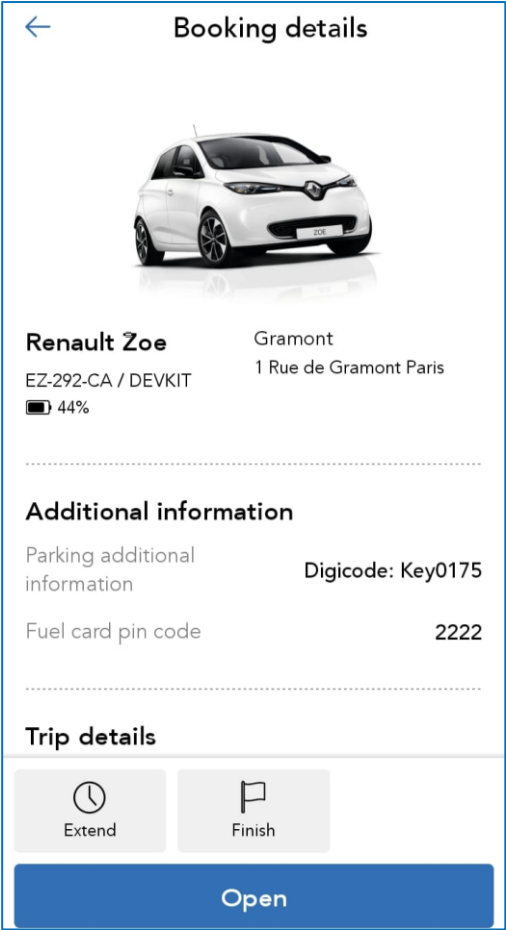 Booking details
ZOE
Renault Zoe
EZ-292-CA / DEVKIT
44%
Gramont
1 Rue de Gramont Paris
Additional information
Parking additional
information
Digicode: Key0175
Fuel card pin code
2222
Trip details
Extend
Finish
Open